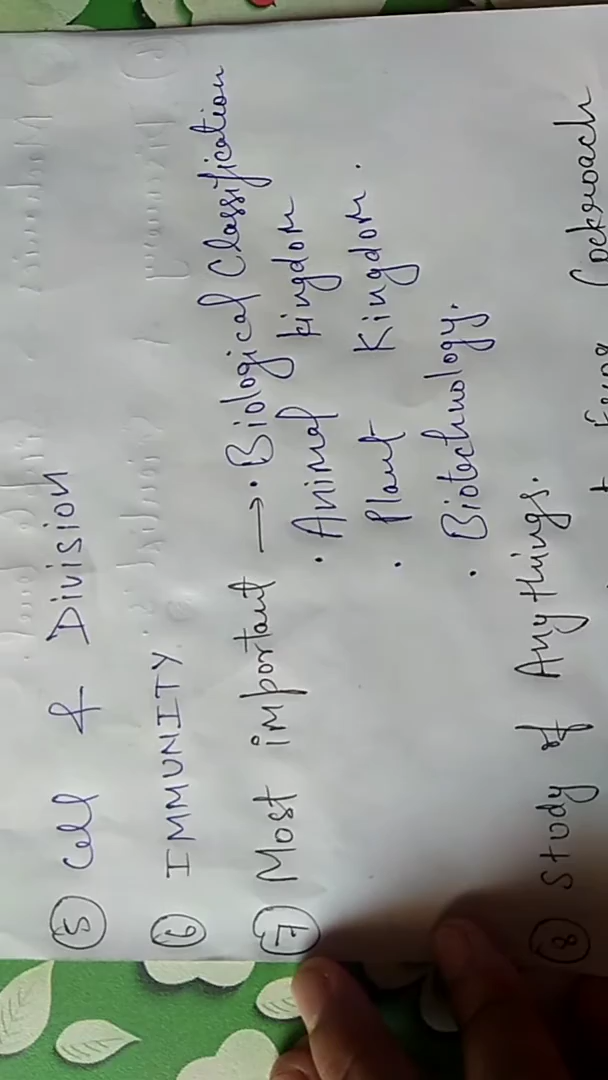 ⑤ Cell & Division
⑥ IMMUNITY
⑦ Most important → • Biological Classification
• Animal kingdom
• Plant Kingdom.
• Biotechnology.
⑧ Study of Anythings.
Cockroach